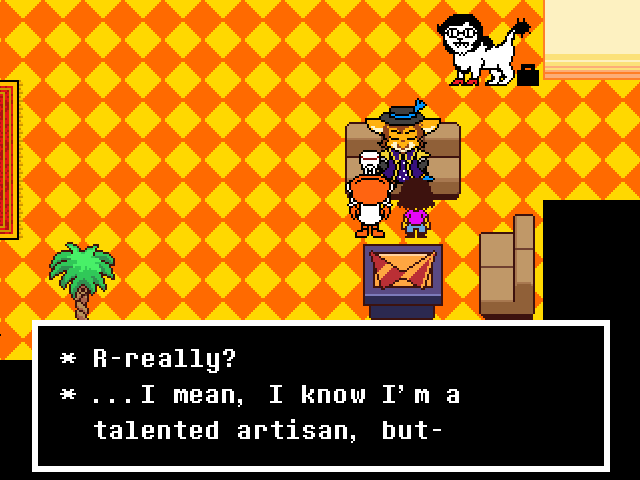 * R-really?
* ...I mean, I know I'm a
talented artisan, but-